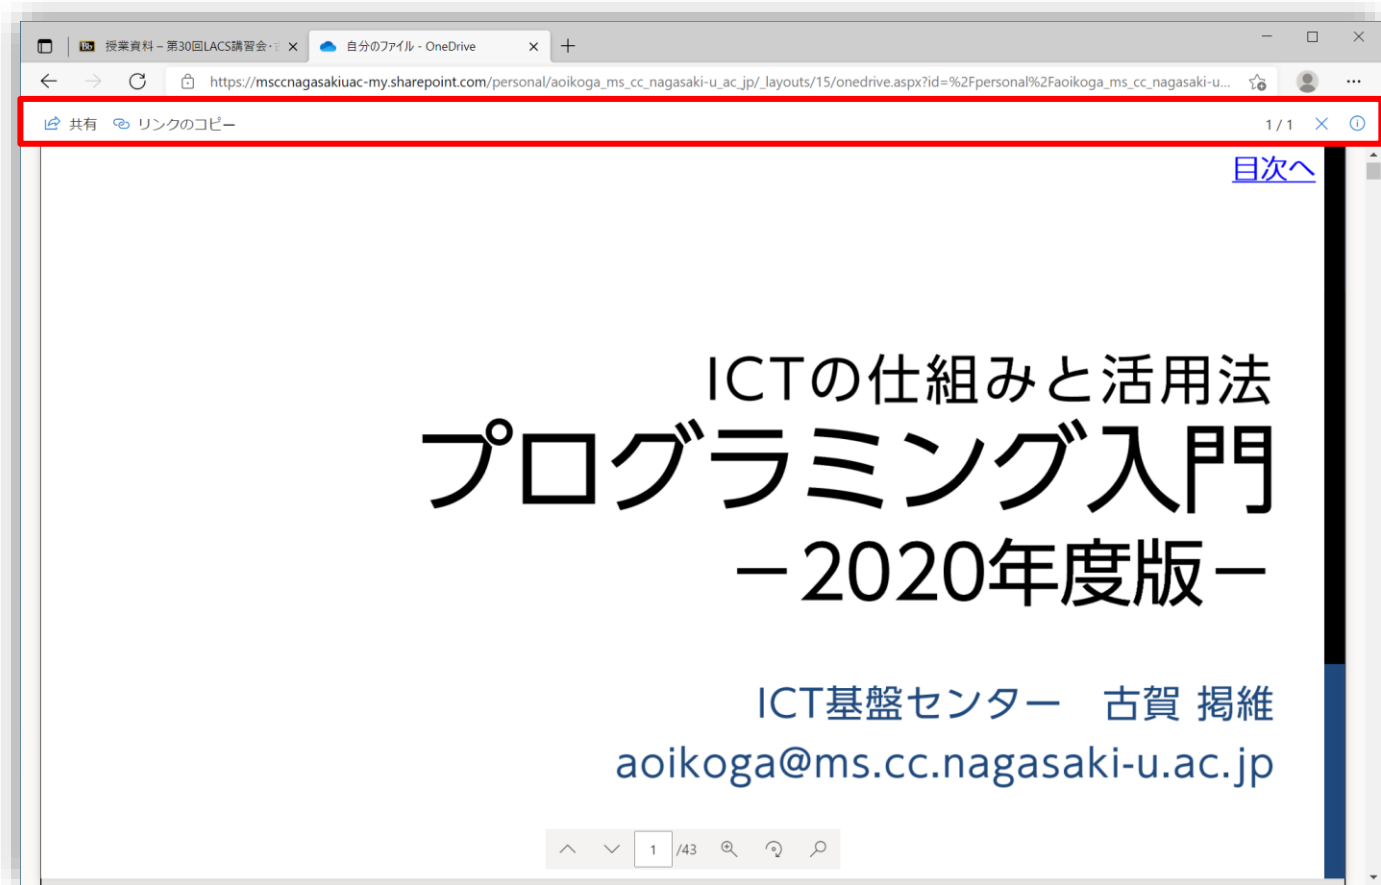 授業資料 – 第30回LACS講習会・
自分のファイル - OneDrive
https://msccnagasakiuac-my.sharepoint.com/personal/aoikoga_ms_cc_nagasaki-u_ac_jp/_layouts/15/onedrive.aspx?id=%2Fpersonal%2Faoikoga_ms_cc_nagasaki-u...
共有 リンクのコピー 1 / 1
目次へ
ICTの仕組みと活用法
プログラミング入門
－2020年度版－
ICT基盤センター 古賀 掲維
aoikoga@ms.cc.nagasaki-u.ac.jp
1 /43